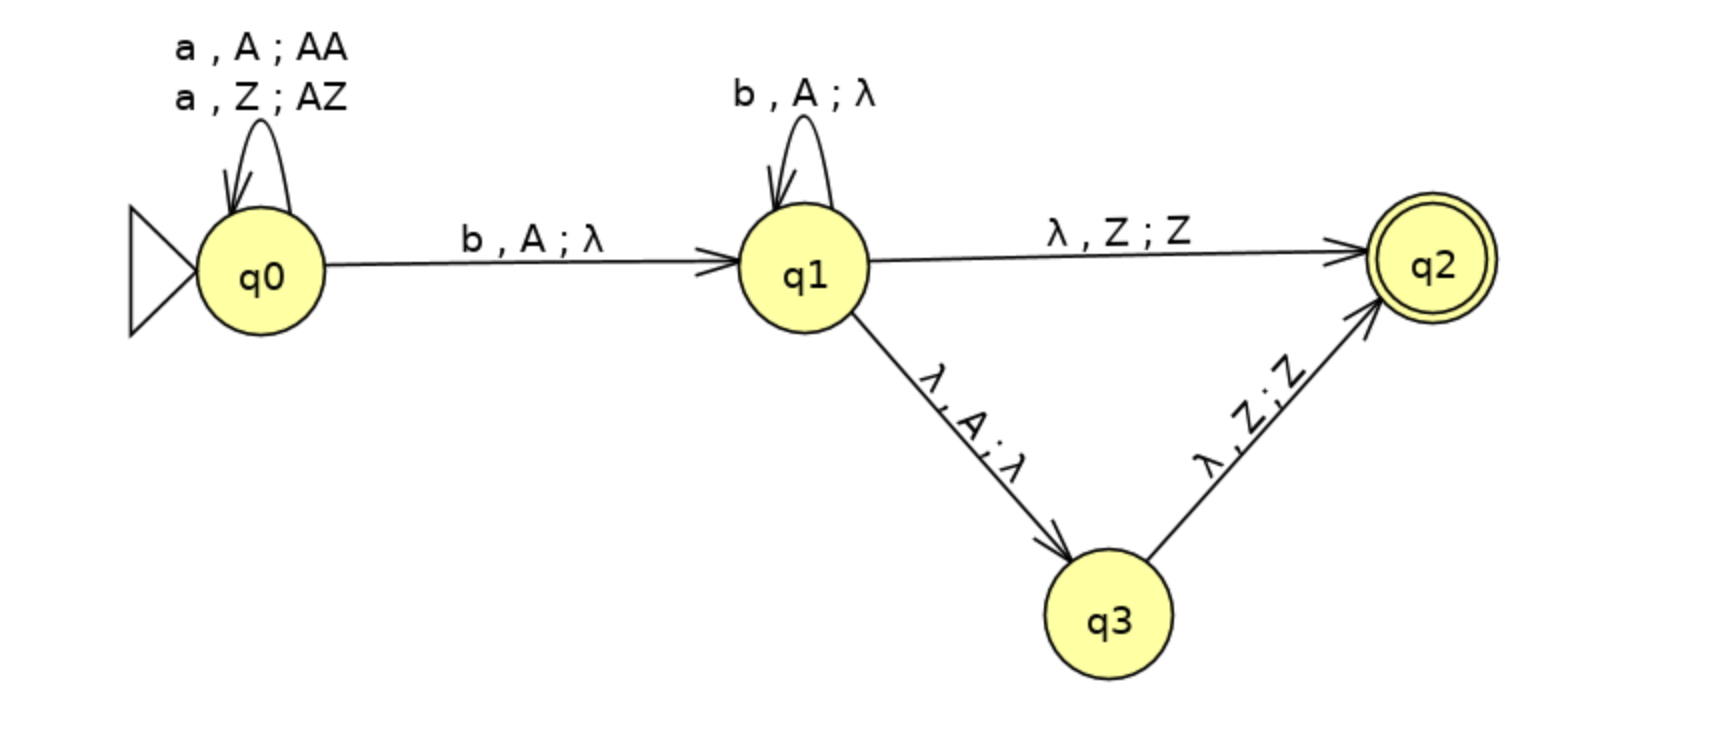 a , A ; AA
a , Z ; AZ
b , A ; λ
b , A ; λ
λ , Z ; Z
q0
q1
q2
λ , A ; λ
λ , Z ; Z
q3